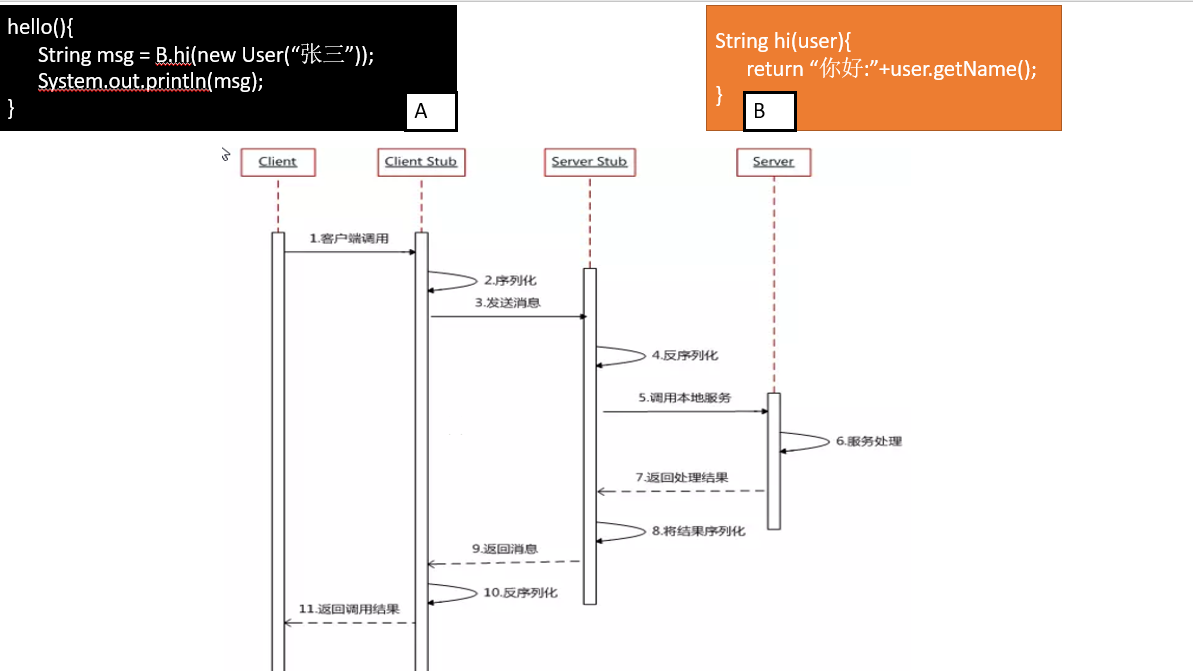 hello(){
String msg = B.hi(new User(“张三”));
System.out.println(msg);
}
A
String hi(user){
return “你好:”+user.getName();
}
B
Client
Client Stub
Server Stub
Server
1.客户端调用
2.序列化
3.发送消息
4.反序列化
5.调用本地服务
6.服务处理
7.返回处理结果
8.将结果序列化
9.返回消息
10.反序列化
11.返回调用结果